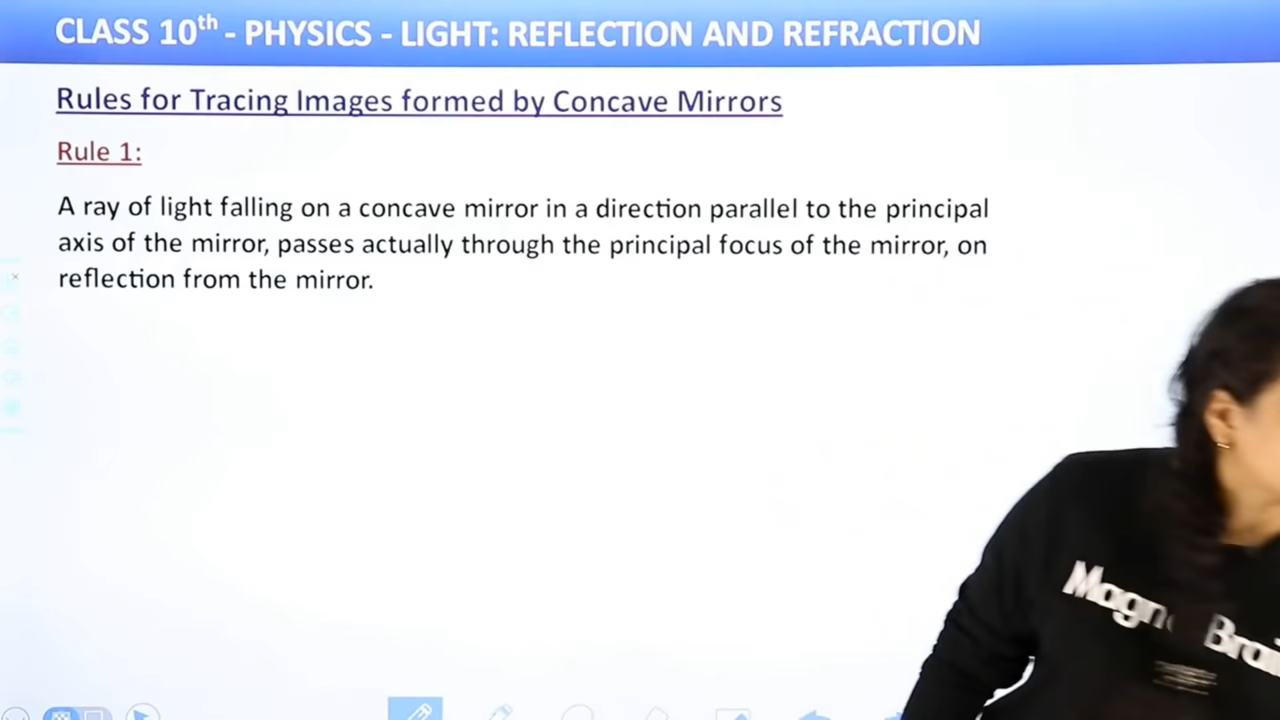 CLASS 10th - PHYSICS - LIGHT: REFLECTION AND REFRACTION
Rules for Tracing Images formed by Concave Mirrors
Rule 1:
A ray of light falling on a concave mirror in a direction parallel to the principal
axis of the mirror, passes actually through the principal focus of the mirror, on
reflection from the mirror.
Magn Brai